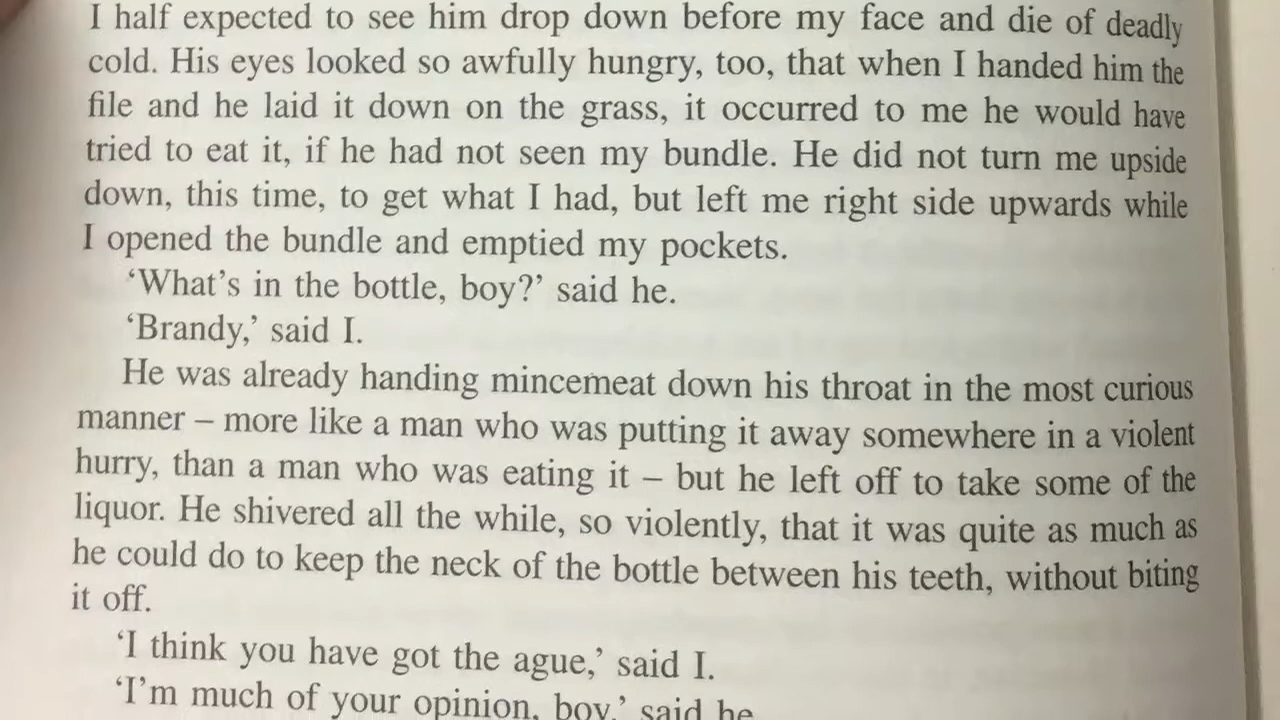 I half expected to see him drop down before my face and die of deadly
cold. His eyes looked so awfully hungry, too, that when I handed him the
file and he laid it down on the grass, it occurred to me he would have
tried to eat it, if he had not seen my bundle. He did not turn me upside
down, this time, to get what I had, but left me right side upwards while
I opened the bundle and emptied my pockets.
‘What’s in the bottle, boy?’ said he.
‘Brandy,’ said I.
He was already handing mincemeat down his throat in the most curious
manner – more like a man who was putting it away somewhere in a violent
hurry, than a man who was eating it – but he left off to take some of the
liquor. He shivered all the while, so violently, that it was quite as much as
he could do to keep the neck of the bottle between his teeth, without biting
it off.
‘I think you have got the ague,’ said I.
‘I’m much of your opinion, boy,’ said he